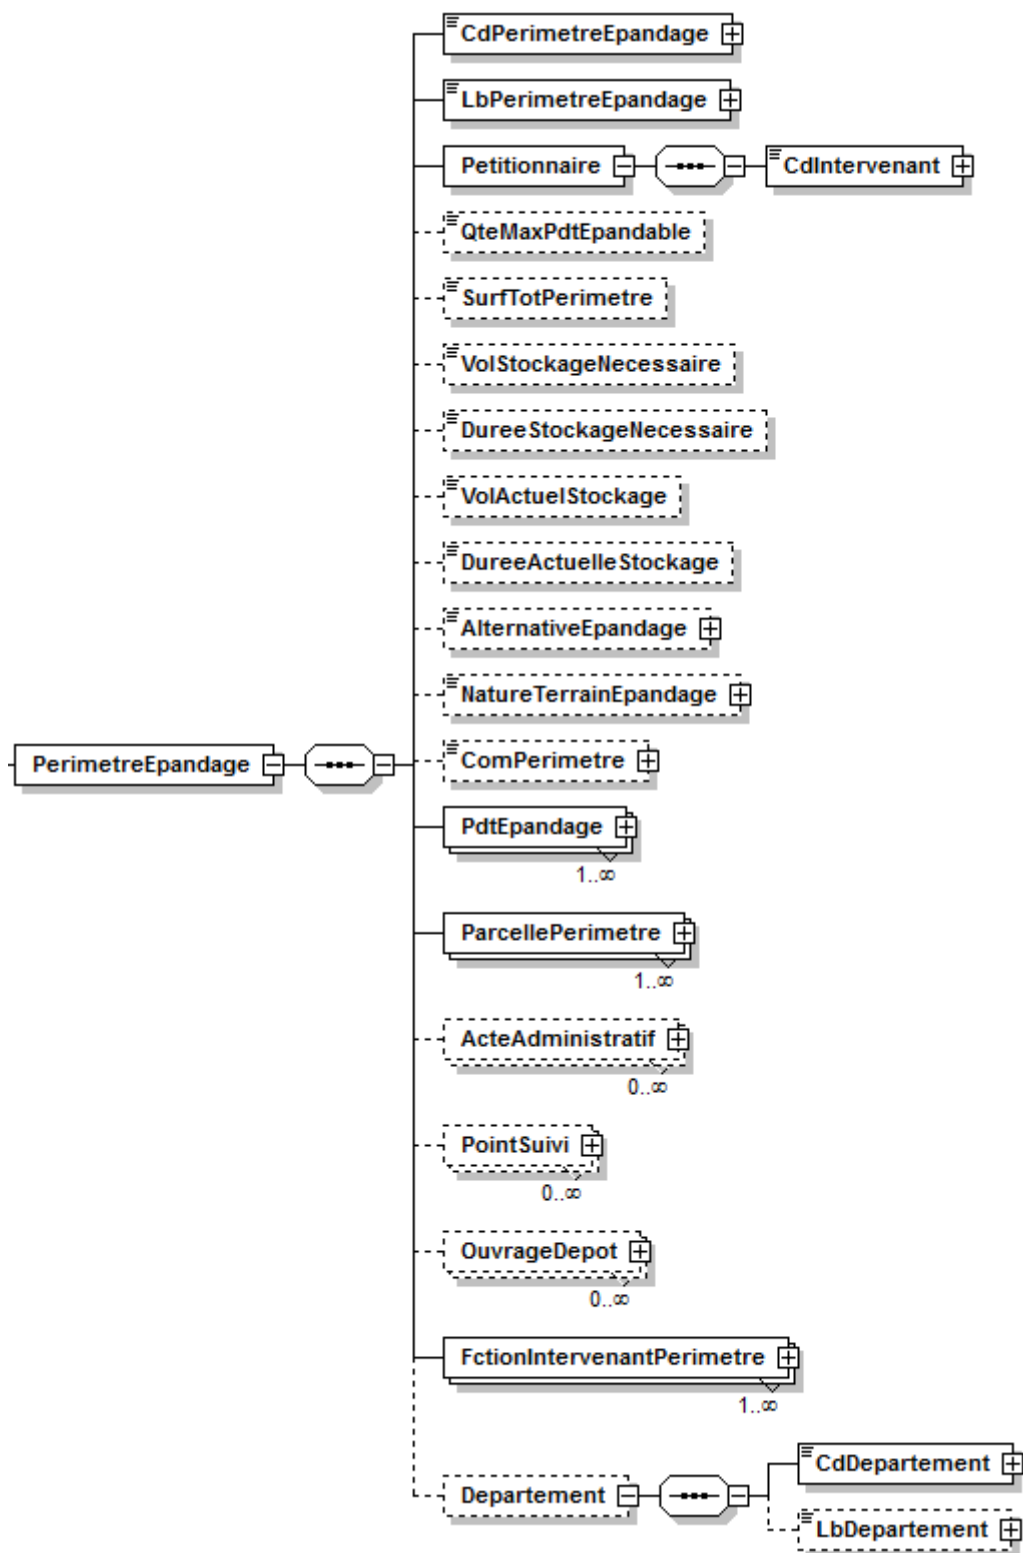 CdPerimetreEpandage
LbPerimetreEpandage
Petitionnaire CdIntervenant
QteMaxPdtEpandable
SurfTotPerimetre
VolStockageNecessaire
DureeStockageNecessaire
VolActuelStockage
DureeActuelleStockage
AlternativeEpandage
NatureTerrainEpandage
PerimetreEpandage ComPerimetre
PdtEpandage
1..∞
ParcellePerimetre
1..∞
ActeAdministratif
0..∞
PointSuivi
0..∞
OuvrageDepot
0..∞
FctionIntervenantPerimetre
1..∞
CdDepartement
Departement
LbDepartement